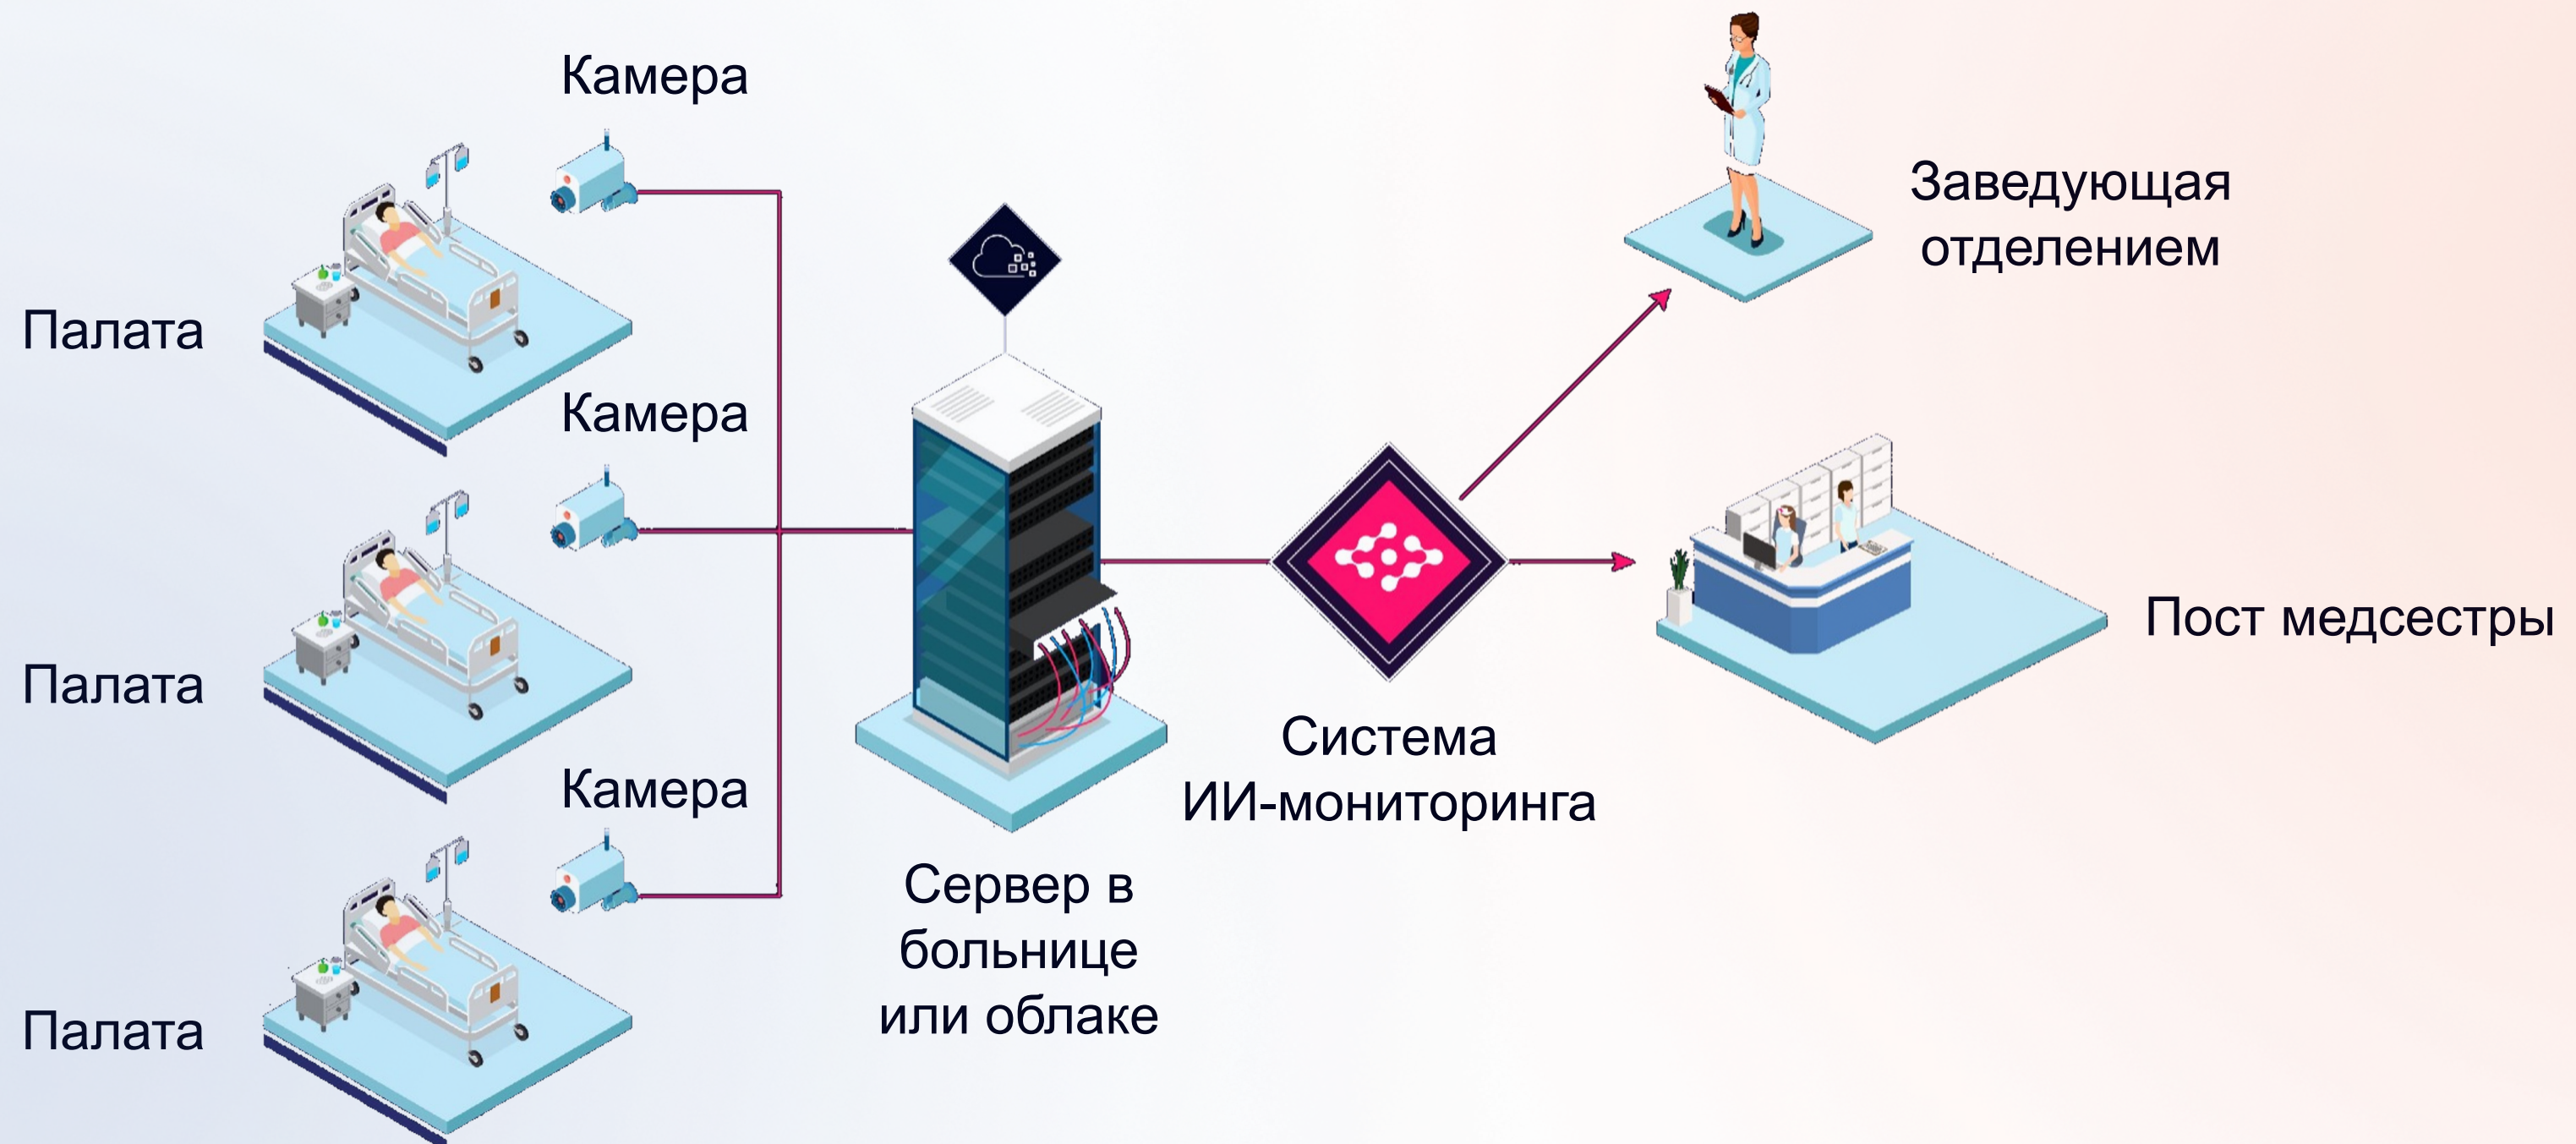 Камера
Палата
Камера
Палата
Камера
Палата
Сервер в
больнице
или облаке
Система
ИИ-мониторинга
Заведующая
отделением
Пост медсестры